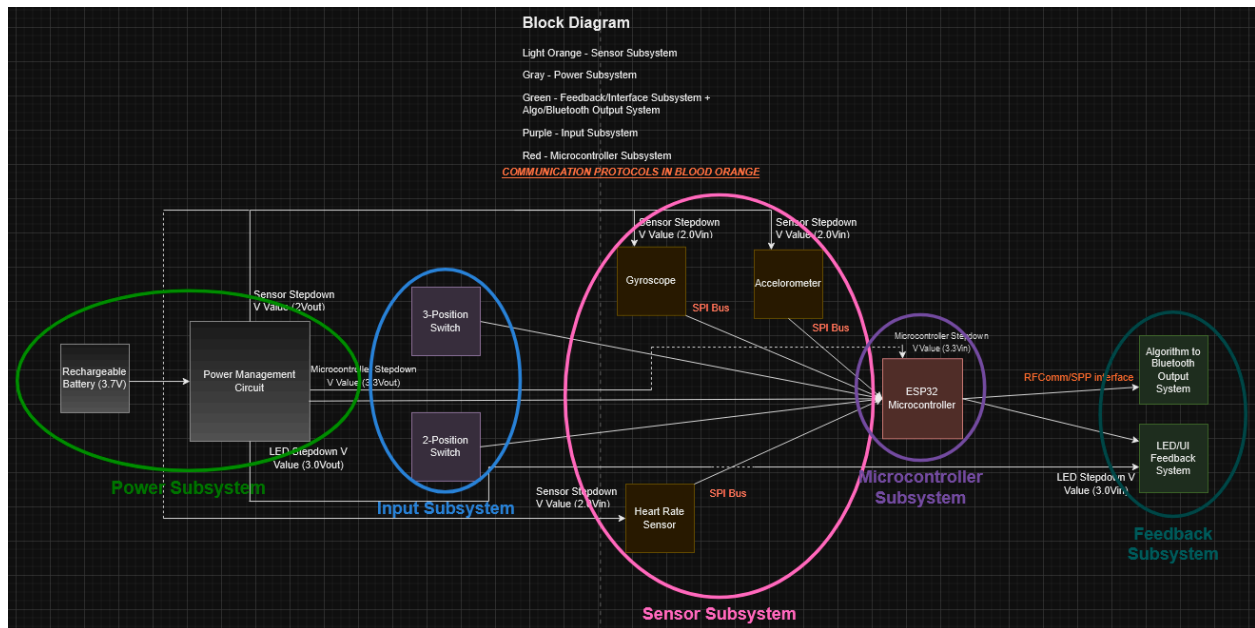 Block Diagram
Light Orange - Sensor Subsystem
Gray - Power Subsystem
Green - Feedback/Interface Subsystem +
Algo/Bluetooth Output System
Purple - Input Subsystem
Red - Microcontroller Subsystem
COMMUNICATION PROTOCOLS IN BLOOD ORANGE
Sensor Stepdown
V Value (2.0Vin)
Sensor Stepdown
V Value (2.0Vin)
Gyroscope
Accelorometer
SPI Bus
SPI Bus
Sensor Stepdown
V Value (2Vout)
3-Position
Switch
Rechargeable
Battery (3.7V)
Power Management
Circuit
Microcontroller Stepdown
V Value (3.3Vout)
Microcontroller Stepdown
V Value (3.3Vin)
ESP32
Microcontroller
RFComm/SPP interface
Algorithm to
Bluetooth
Output
System
2-Position
Switch
LED Stepdown V
Value (3.0Vout)
LED/UI
Feedback
System
LED Stepdown V
Value (3.0Vin)
Power Subsystem
Input Subsystem
Sensor Stepdown
V Value (2.0Vin)
SPI Bus
Heart Rate
Sensor
Microcontroller
Subsystem
Feedback
Subsystem
Sensor Subsystem